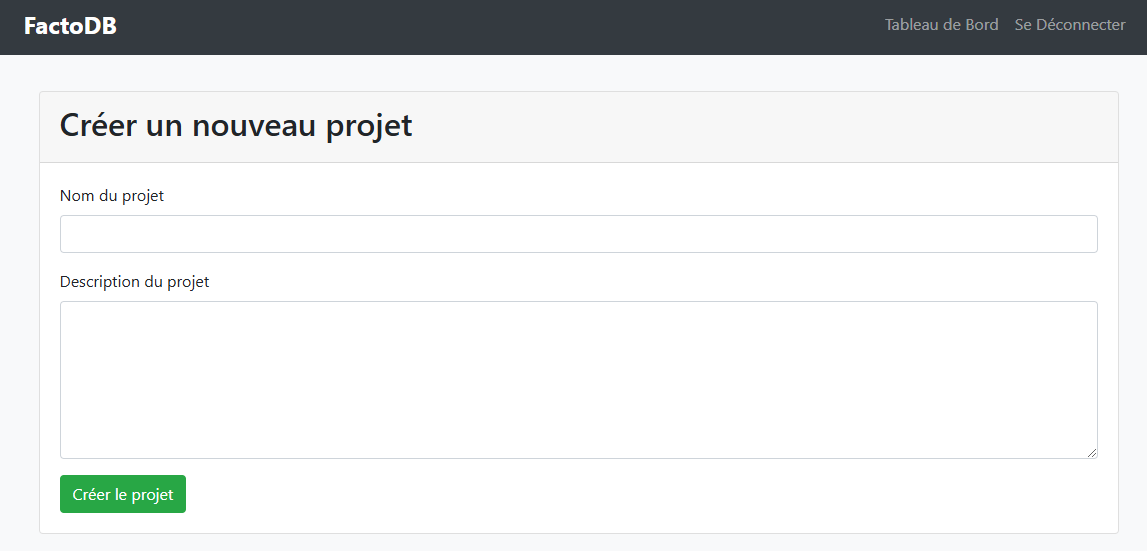 FactoDB
Tableau de Bord Se Déconnecter
Créer un nouveau projet
Nom du projet
Description du projet
Créer le projet